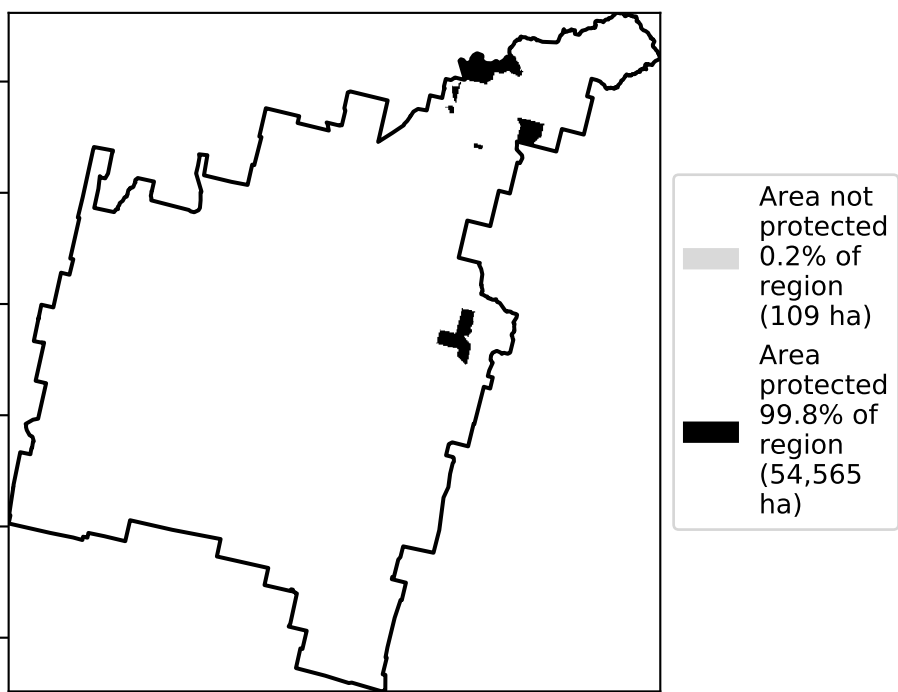 Area not
protected
0.2% of
region
(109 ha)
Area
protected
99.8% of
region
(54,565
ha)